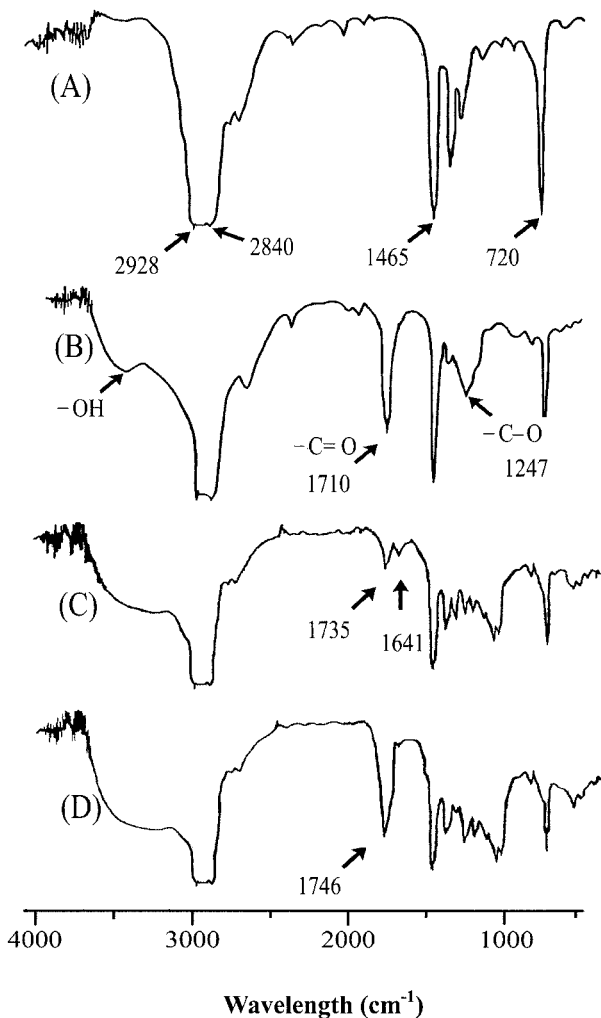 (A)
2928
2840
1465
720
(B)
–OH
–C=O
1710
–C–O
1247
(C)
1735
1641
(D)
1746
4000
3000
2000
1000
Wavelength (cm⁻¹)